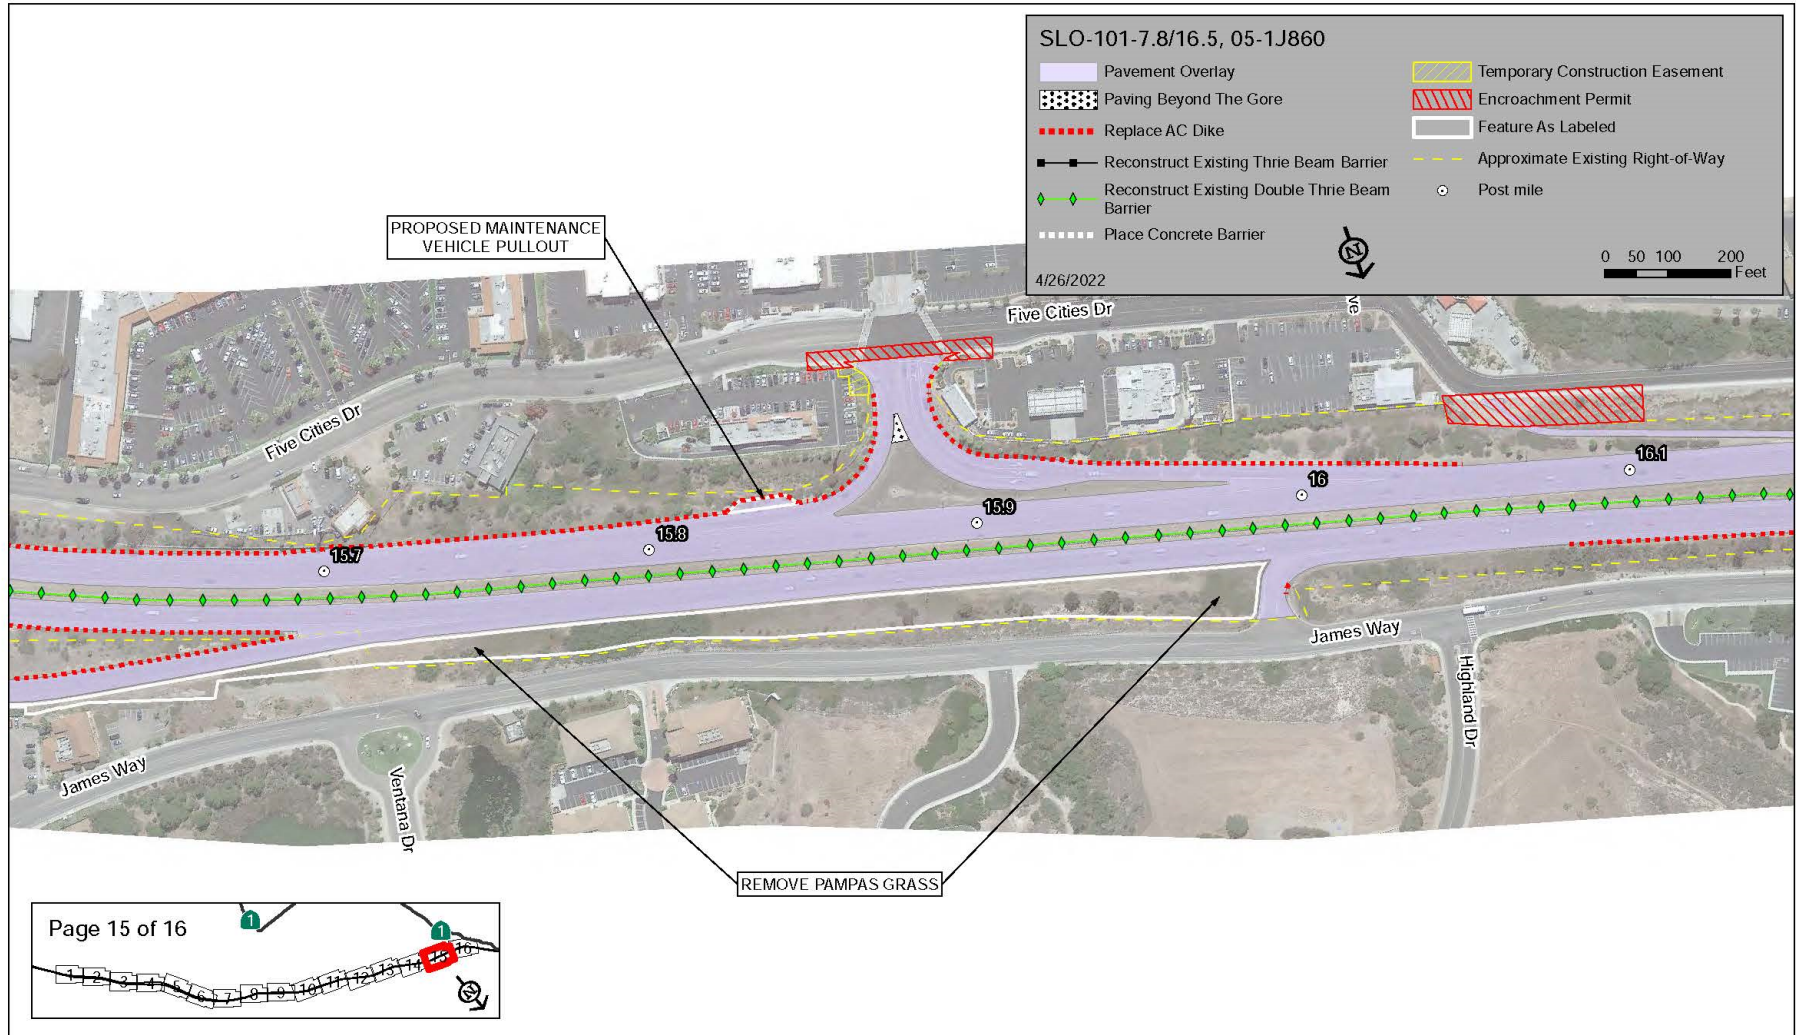 SLO-101-7.8/16.5, 05-1J860
Pavement Overlay
Paving Beyond The Gore
Replace AC Dike
Reconstruct Existing Thrie Beam Barrier
Reconstruct Existing Double Thrie Beam
Barrier
Place Concrete Barrier
Temporary Construction Easement
Encroachment Permit
Feature As Labeled
Approximate Existing Right-of-Way
Post mile
N
0 50 100 200
Feet
4/26/2022
PROPOSED MAINTENANCE
VEHICLE PULLOUT
Five Cities Dr
ve
Five Cities Dr
15.7
15.8
15.9
16
16.1
James Way
Highland Dr
James Way
Ventana Dr
REMOVE PAMPAS GRASS
Page 15 of 16
1
1
1 2 3 4 5 6 7 8 9 10 11 12 13 14 15 16
N